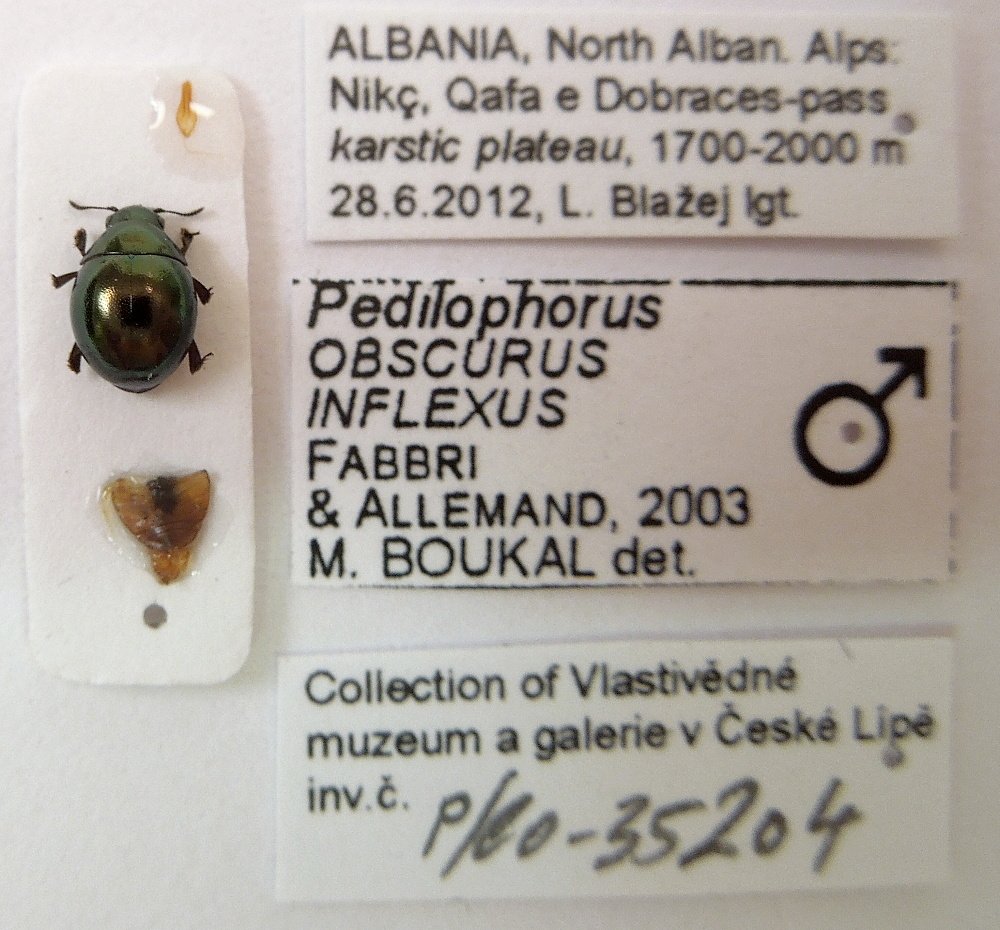 ALBANIA, North Alban. Alps:
Nikç, Qafa e Dobraces-pass
karstic plateau, 1700-2000 m
28.6.2012, L. Blažej lgt.
Pedilophorus
OBSCURUS
INFLEXUS
FABBRI
& ALLEMAND, 2003
M. BOUKAL det.
♂
Collection of Vlastivědné
muzeum a galerie v České Lípě
inv.č. P/Ko-35204